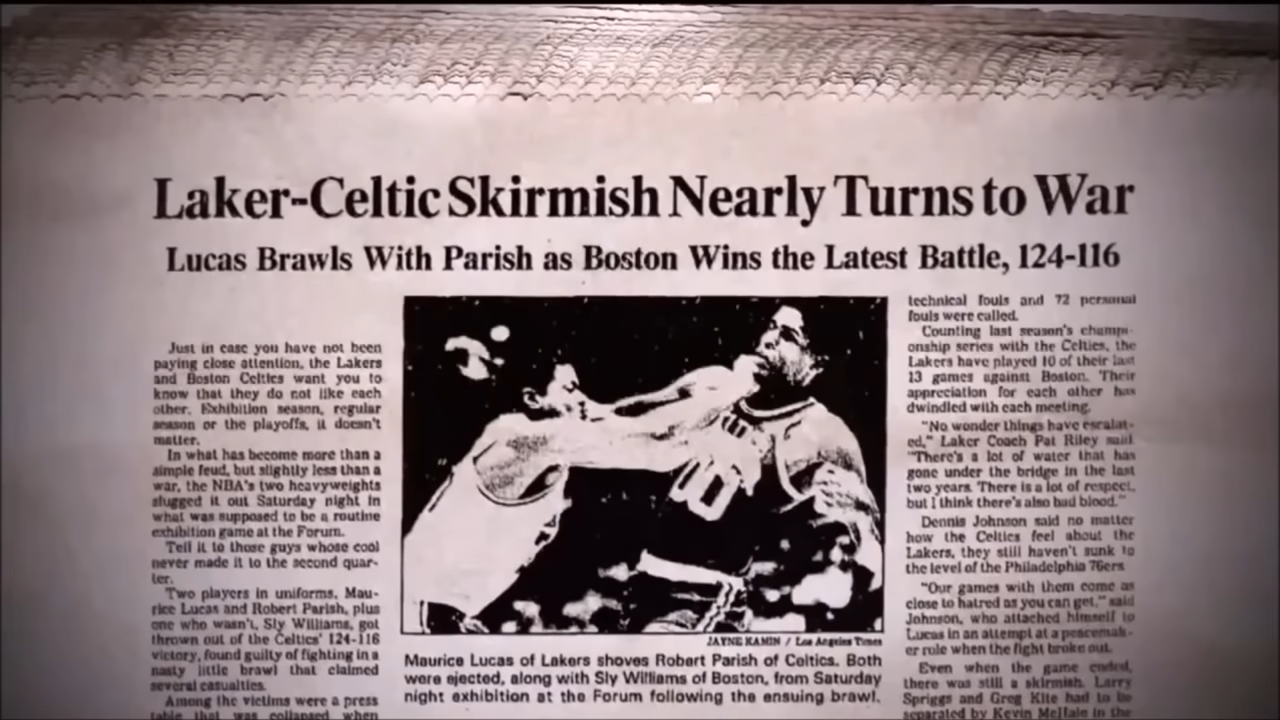 Laker-Celtic Skirmish Nearly Turns to War
Lucas Brawls With Parish as Boston Wins the Latest Battle, 124-116
Just in case you have not been
paying close attention, the Lakers
and Boston Celtics want you to
know that they do not like each
other. Exhibition season, regular
season or the playoffs, it doesn't
matter.
In what has become more than a
simple feud, but slightly less than a
war, the NBA's two heavyweights
slugged it out Saturday night in
what was supposed to be a routine
exhibition game at the Forum.
Tell it to those guys whose cool
never made it to the second quar-
ter.
Two players in uniforms, Mau-
rice Lucas and Robert Parish, plus
one who wasn't, Sly Williams, got
thrown out of the Celtics' 124-116
victory, found guilty of fighting in a
nasty little brawl that claimed
several casualties.
Among the victims were a press
table that was collapsed when
JAYNE KAMIN / Los Angeles Times
Maurice Lucas of Lakers shoves Robert Parish of Celtics. Both
were ejected, along with Sly Williams of Boston, from Saturday
night exhibition at the Forum following the ensuing brawl.
technical fouls and 72 personal
fouls were called.
Counting last season's champi-
onship series with the Celtics, the
Lakers have played 10 of their last
13 games against Boston. Their
appreciation for each other has
dwindled with each meeting.
"No wonder things have escalat-
ed," Laker Coach Pat Riley said
"There's a lot of water that has
gone under the bridge in the last
two years. There is a lot of respect,
but I think there's also bad blood."
Dennis Johnson said no matter
how the Celtics feel about the
Lakers, they still haven't sunk to
the level of the Philadelphia 76ers
"Our games with them come as
close to hatred as you can get," said
Johnson, who attached himself to
Lucas in an attempt at a peacemak-
er role when the fight broke out.
Even when the game ended,
there was still a skirmish. Larry
Spriggs and Greg Kite had to be
separated by Kevin McHale in the